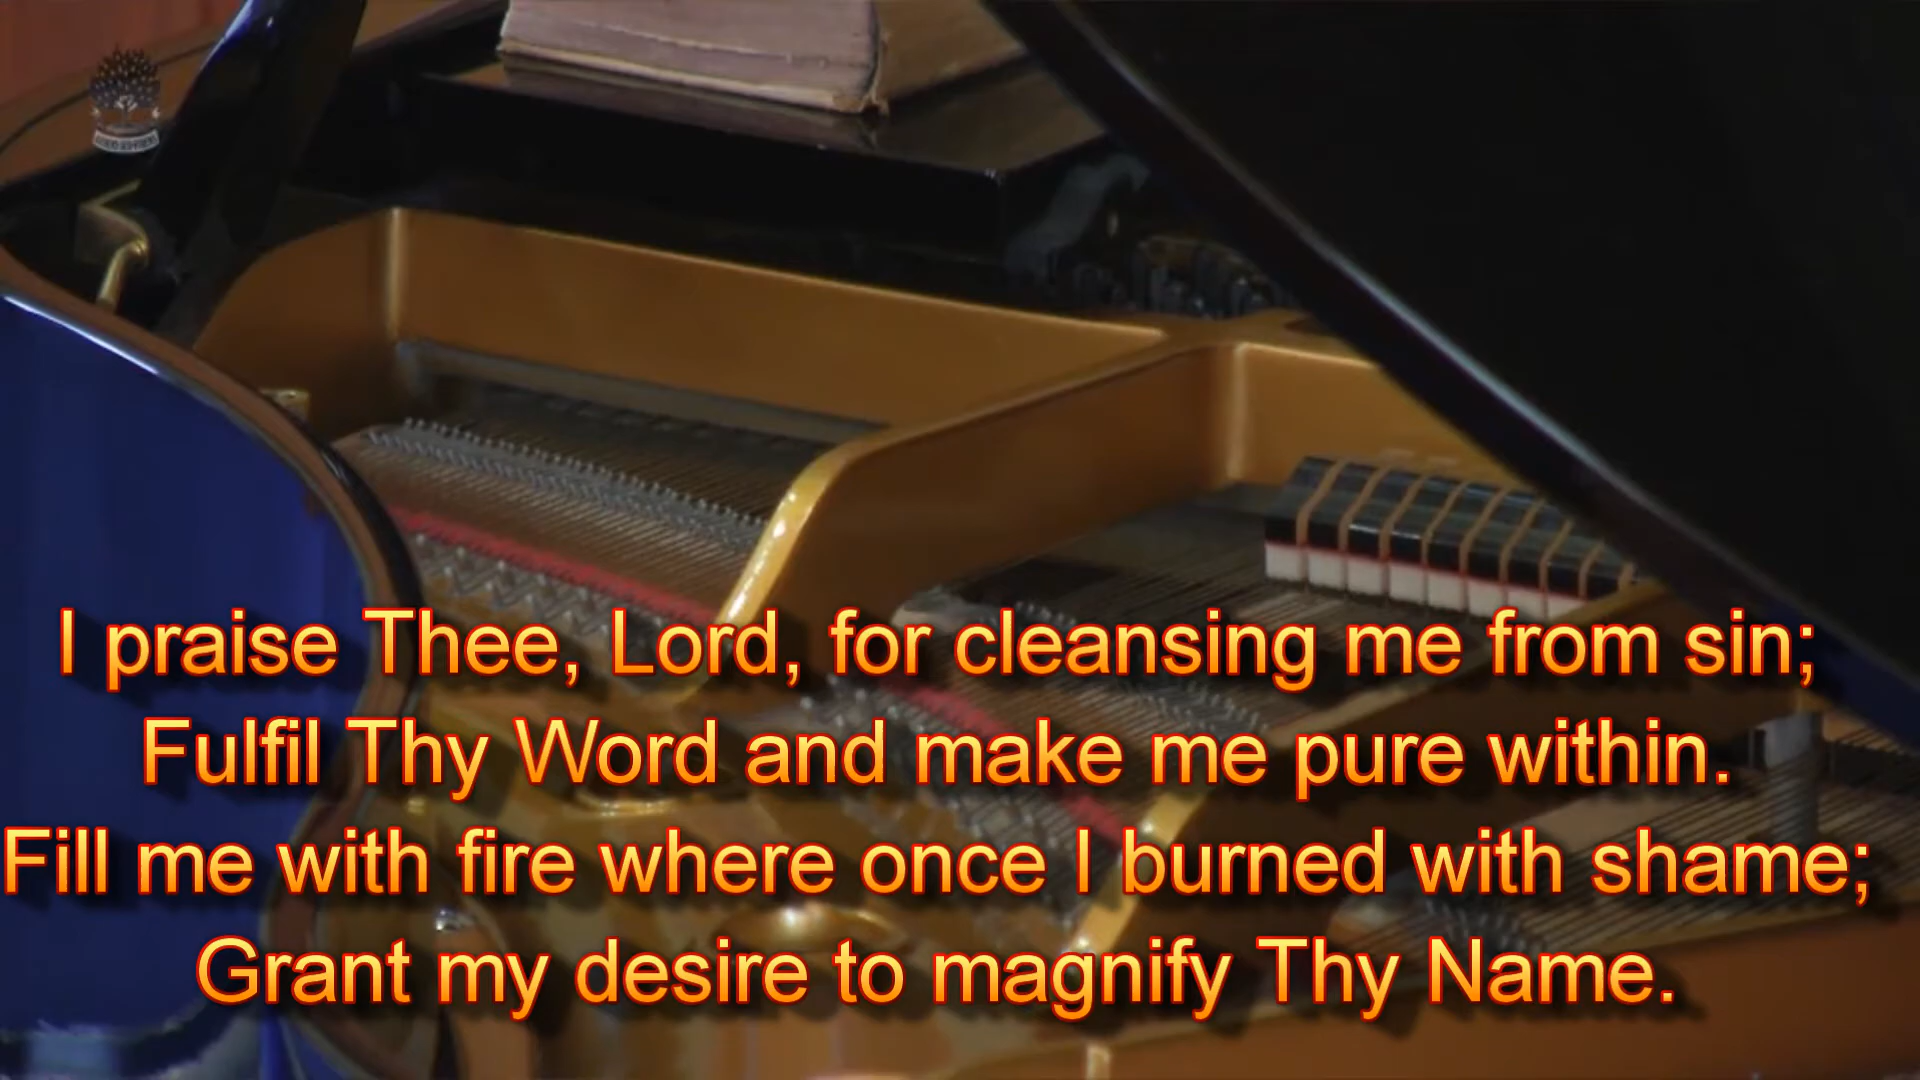 I praise Thee, Lord, for cleansing me from sin;
Fulfil Thy Word and make me pure within.
Fill me with fire where once I burned with shame;
Grant my desire to magnify Thy Name.